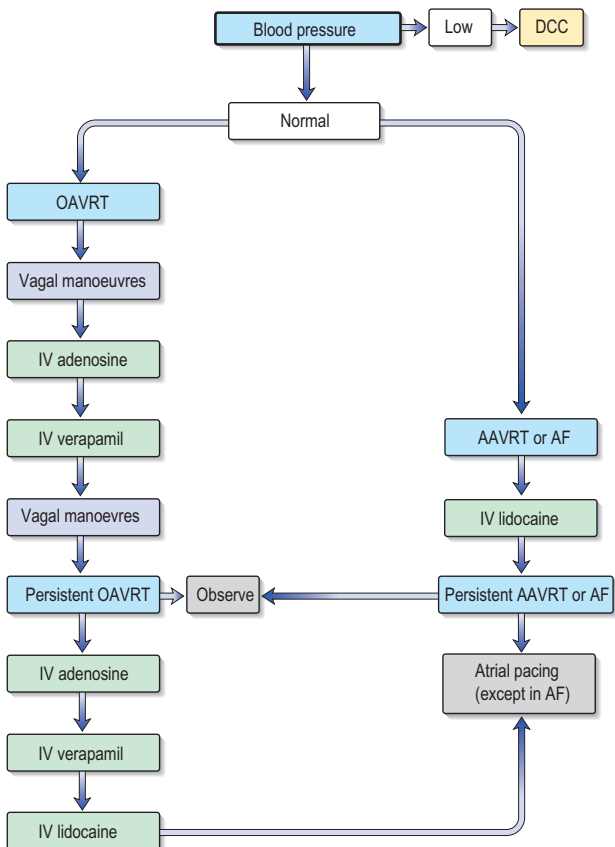 Blood pressure
Low
DCC
Normal
OAVRT
Vagal manoeuvres
IV adenosine
IV verapamil
Vagal manoevres
Persistent OAVRT
Observe
IV adenosine
IV verapamil
IV lidocaine
AAVRT or AF
IV lidocaine
Persistent AAVRT or AF
Atrial pacing
(except in AF)